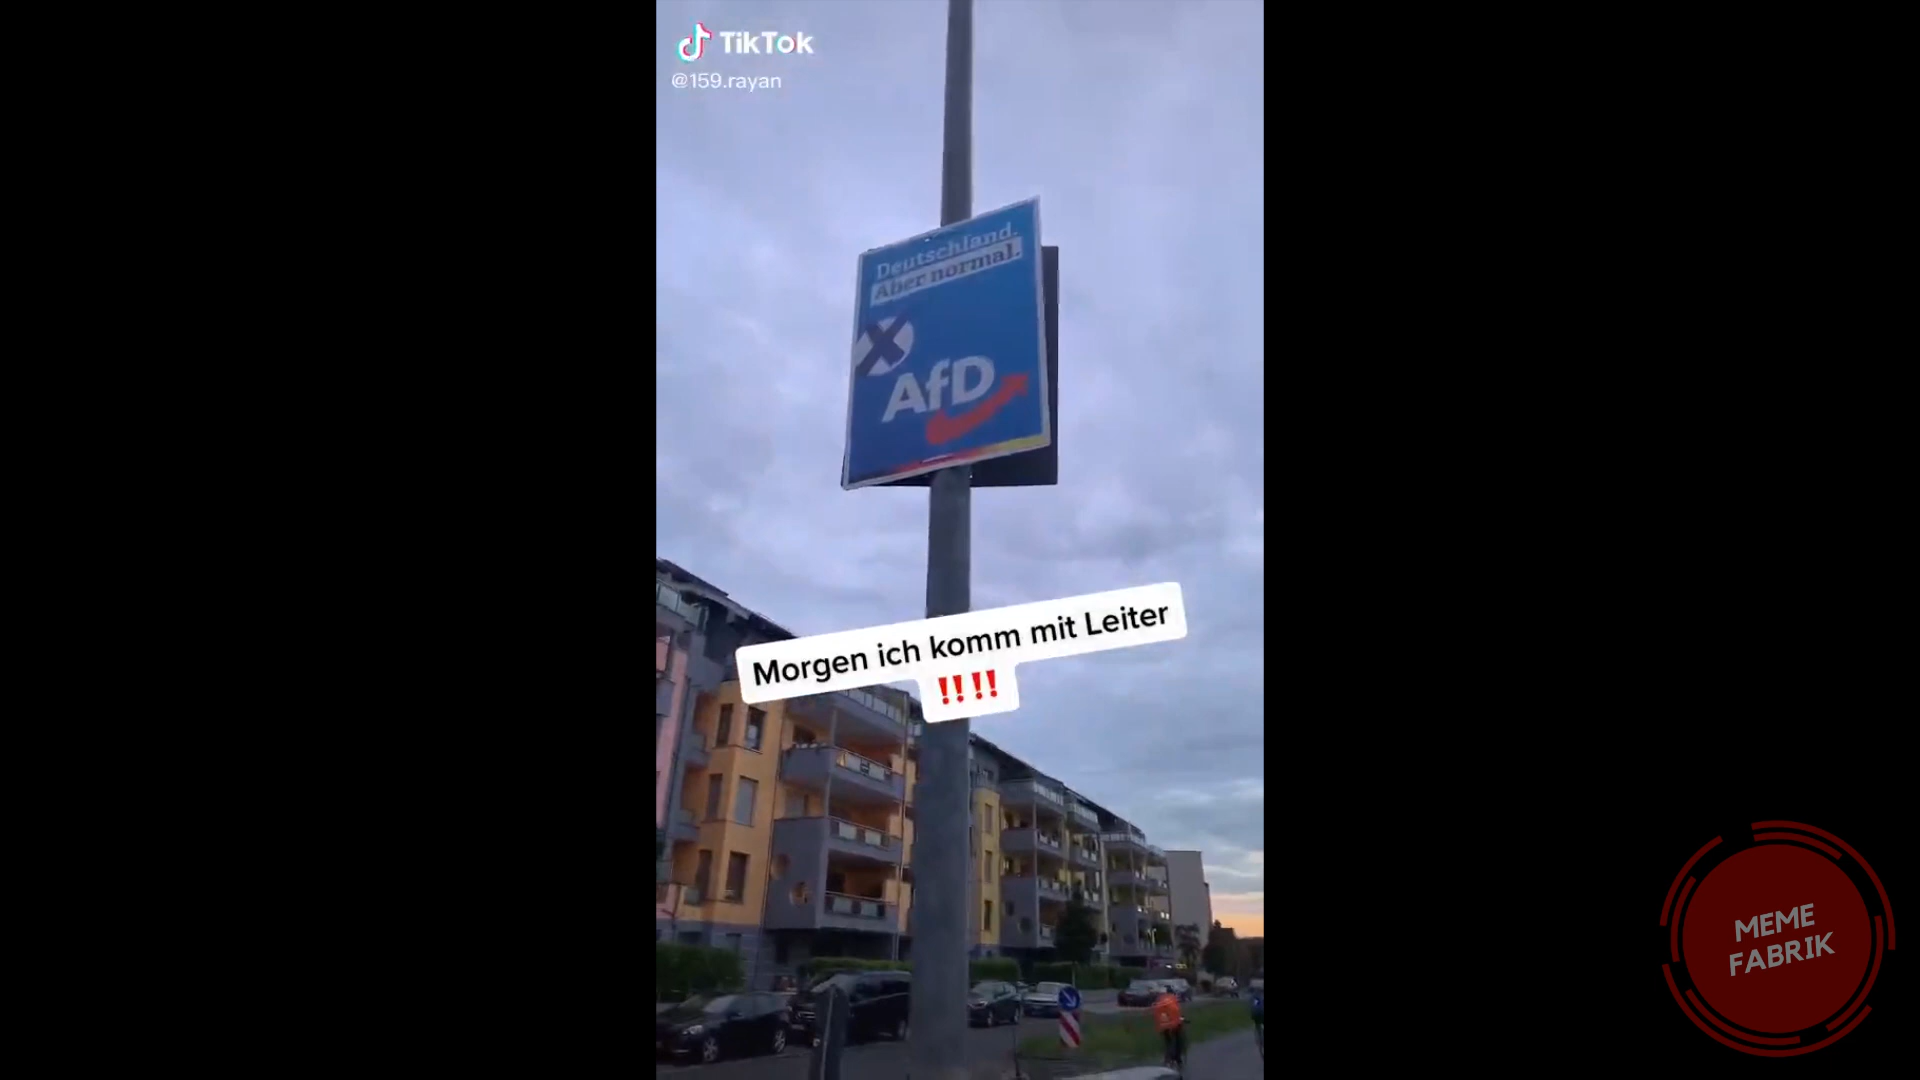 TikTok
@159.rayan
Deutschland.
Aber normal.
AfD
Morgen ich komm mit Leiter
‼️‼️
MEME
FABRIK